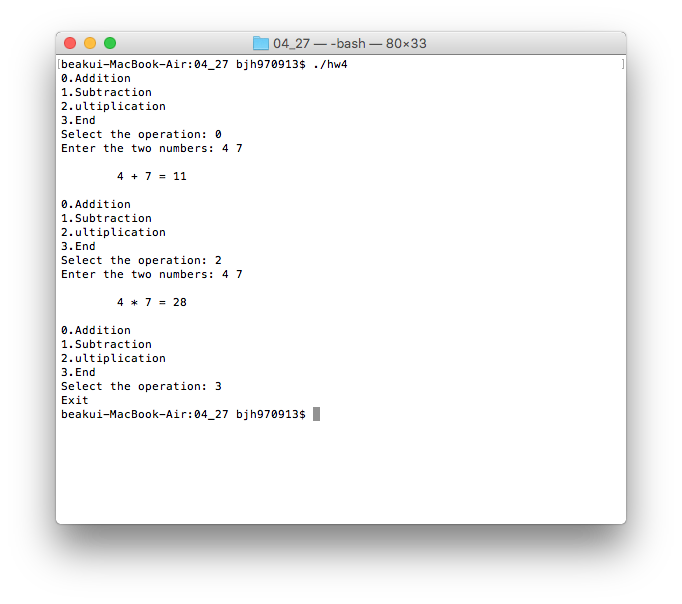 04_27 — -bash — 80×33
[beakui-MacBook-Air:04_27 bjh970913$ ./hw4 ]
0.Addition
1.Subtraction
2.ultiplication
3.End
Select the operation: 0
Enter the two numbers: 4 7
4 + 7 = 11
0.Addition
1.Subtraction
2.ultiplication
3.End
Select the operation: 2
Enter the two numbers: 4 7
4 * 7 = 28
0.Addition
1.Subtraction
2.ultiplication
3.End
Select the operation: 3
Exit
beakui-MacBook-Air:04_27 bjh970913$